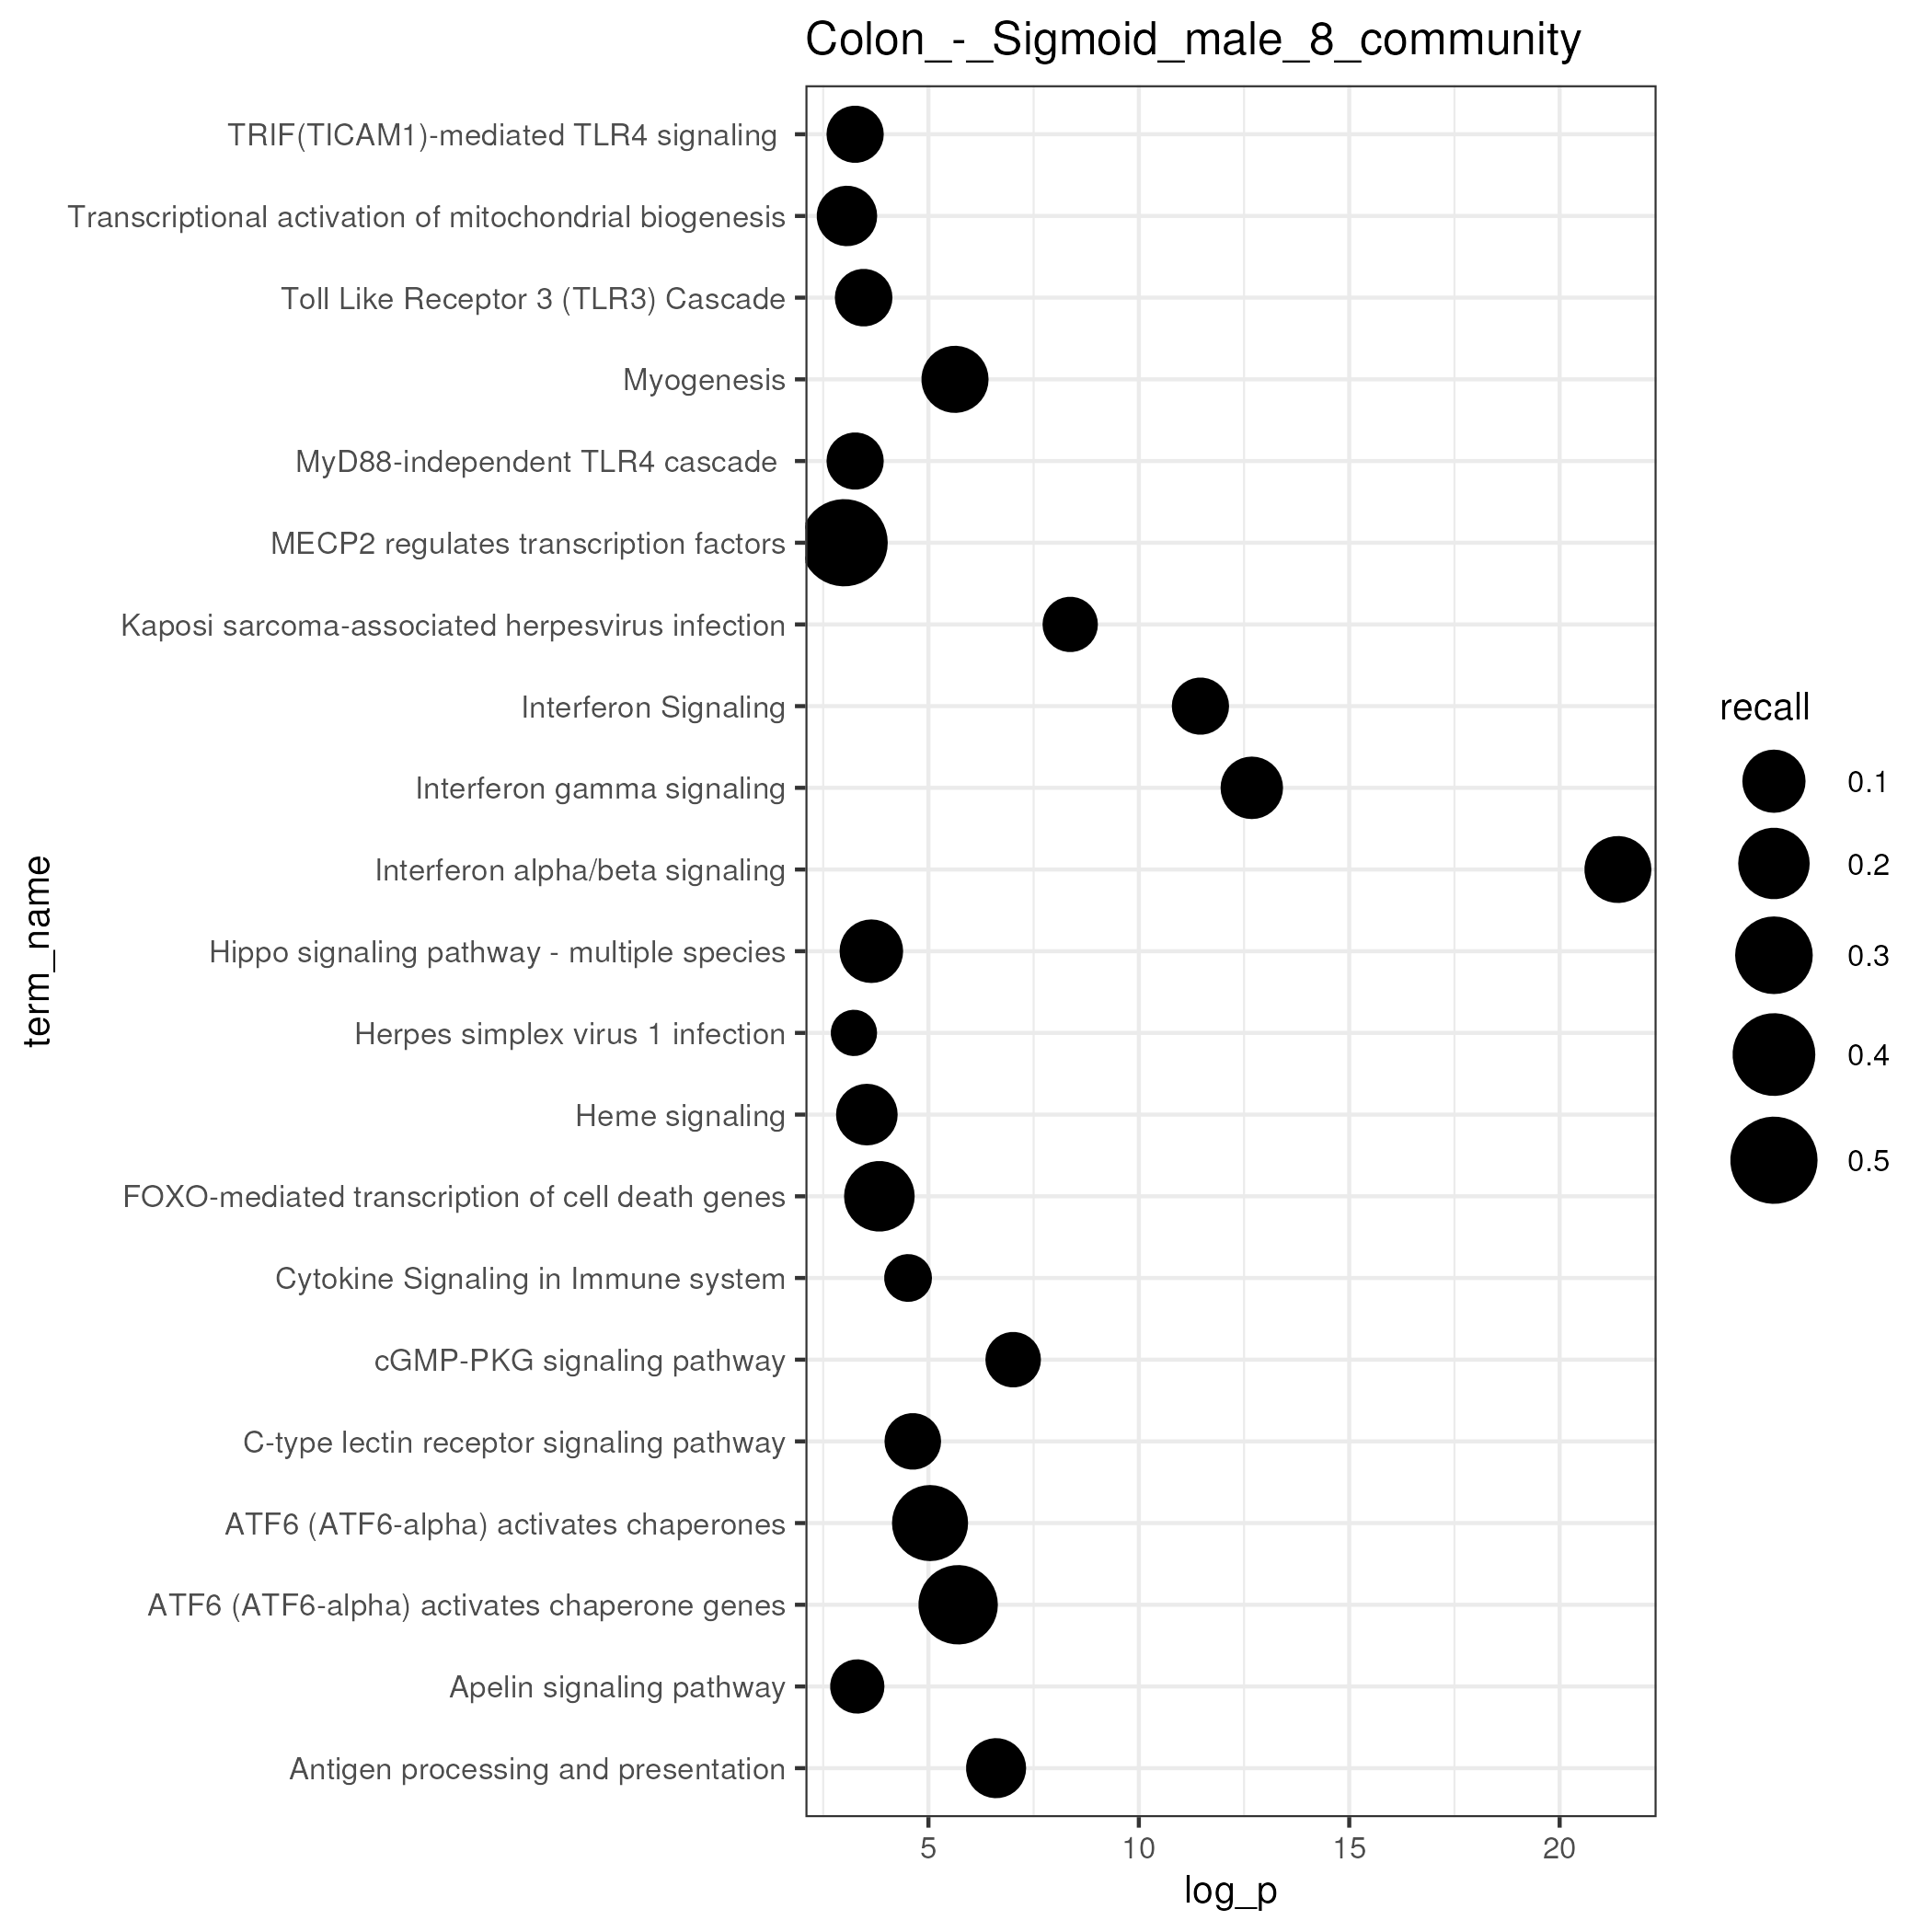 Colon_-_Sigmoid_male_8_community
TRIF(TICAM1)-mediated TLR4 signaling
Transcriptional activation of mitochondrial biogenesis
Toll Like Receptor 3 (TLR3) Cascade
Myogenesis
MyD88-independent TLR4 cascade
MECP2 regulates transcription factors
Kaposi sarcoma-associated herpesvirus infection
Interferon Signaling
Interferon gamma signaling
Interferon alpha/beta signaling
Hippo signaling pathway - multiple species
Herpes simplex virus 1 infection
Heme signaling
FOXO-mediated transcription of cell death genes
Cytokine Signaling in Immune system
cGMP-PKG signaling pathway
C-type lectin receptor signaling pathway
ATF6 (ATF6-alpha) activates chaperones
ATF6 (ATF6-alpha) activates chaperone genes
Apelin signaling pathway
Antigen processing and presentation
term_name
5 10 15 20
log_p
recall
0.1
0.2
0.3
0.4
0.5